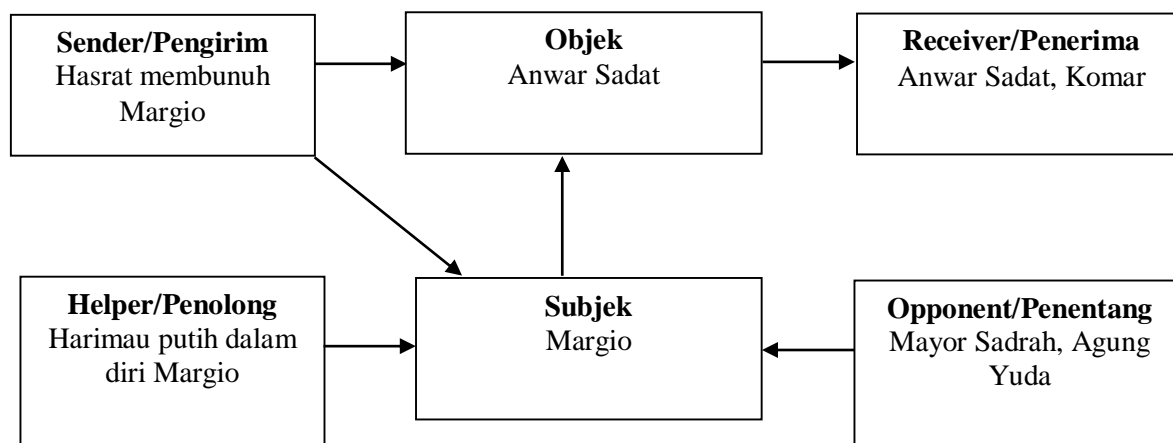 Sender/Pengirim
Hasrat membunuh
Margio
Objek
Anwar Sadat
Receiver/Penerima
Anwar Sadat, Komar
Helper/Penolong
Harimau putih dalam
diri Margio
Subjek
Margio
Opponent/Penentang
Mayor Sadrah, Agung
Yuda